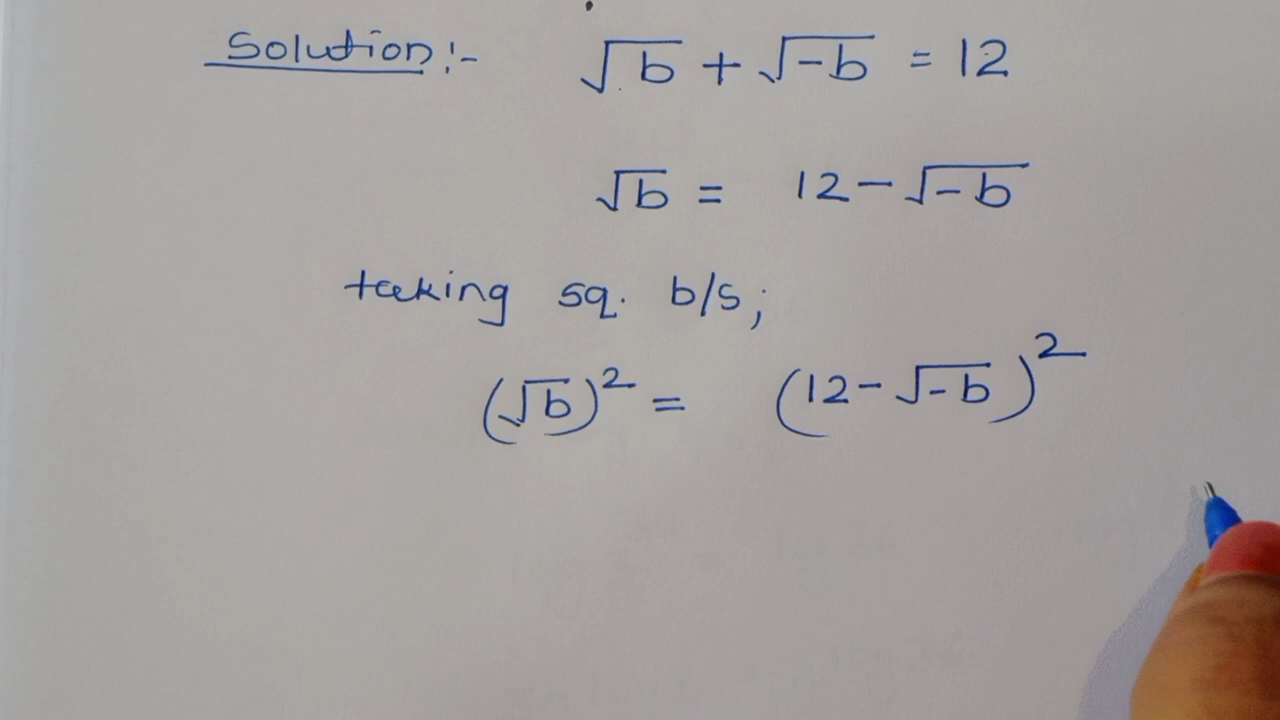 Solution:- √b + √-b = 12
√b = 12 - √-b
taking sq. b/s;
(√b)² = (12 - √-b)²